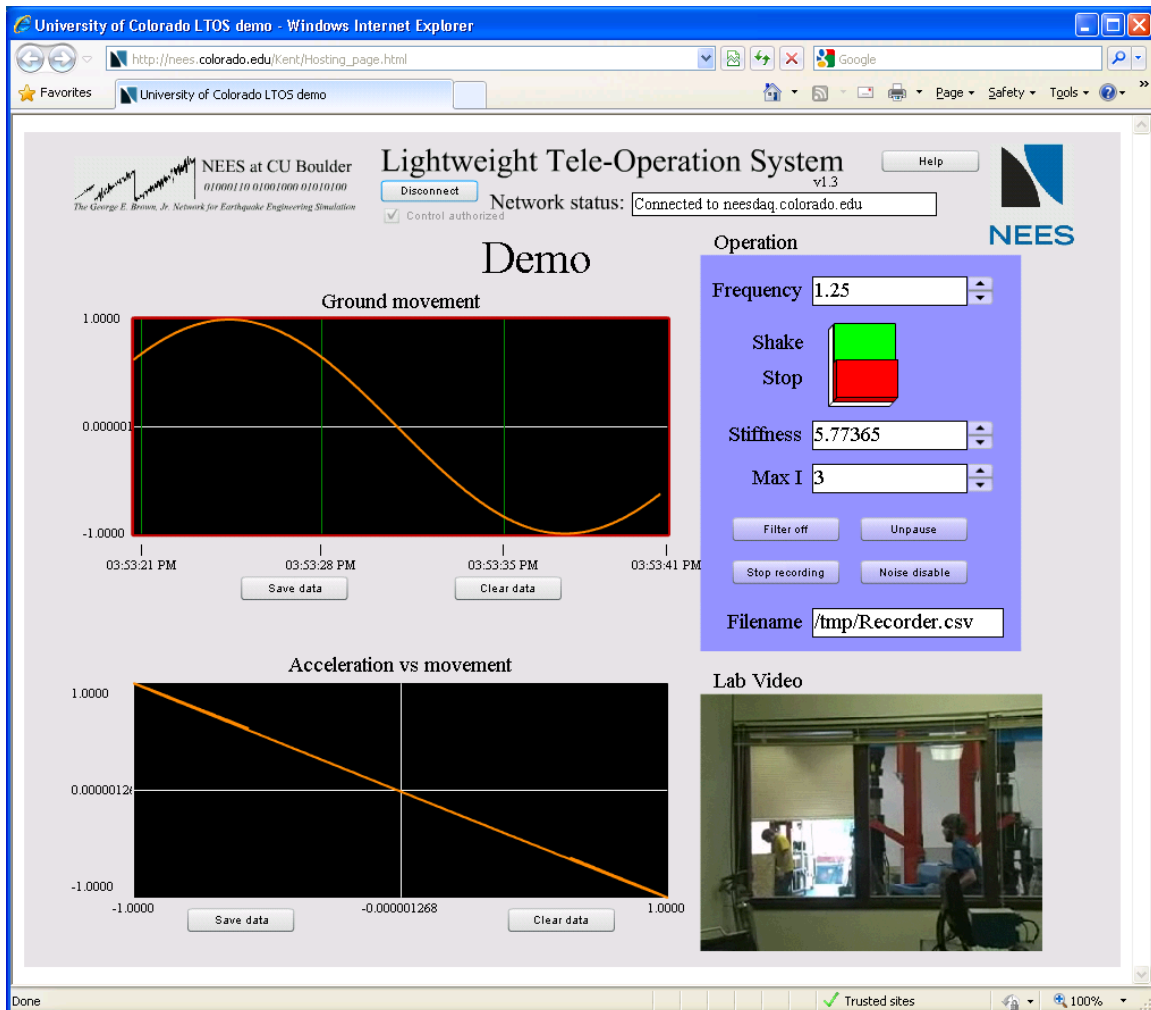 University of Colorado LTOS demo - Windows Internet Explorer
http://nees.colorado.edu/Kent/Hosting_page.html
Google
Favorites
University of Colorado LTOS demo
Page
Safety
Tools
NEES at CU Boulder
01000110 01001000 01010100
The George E. Brown, Jr. Network for Earthquake Engineering Simulation
Lightweight Tele-Operation System
v1.3
Help
Disconnect
Control authorized
Network status: Connected to neesdaq.colorado.edu
NEES
Demo
Ground movement
1.0000
0.000001
-1.0000
03:53:21 PM 03:53:28 PM 03:53:35 PM 03:53:41 PM
Save data
Clear data
Operation
Frequency 1.25
Shake
Stop
Stiffness 5.77365
Max I 3
Filter off
Unpause
Stop recording
Noise disable
Filename /tmp/Recorder.csv
Acceleration vs movement
1.0000
0.00000126
-1.0000
-1.0000 -0.000001268 1.0000
Save data
Clear data
Lab Video
Done
Trusted sites
100%